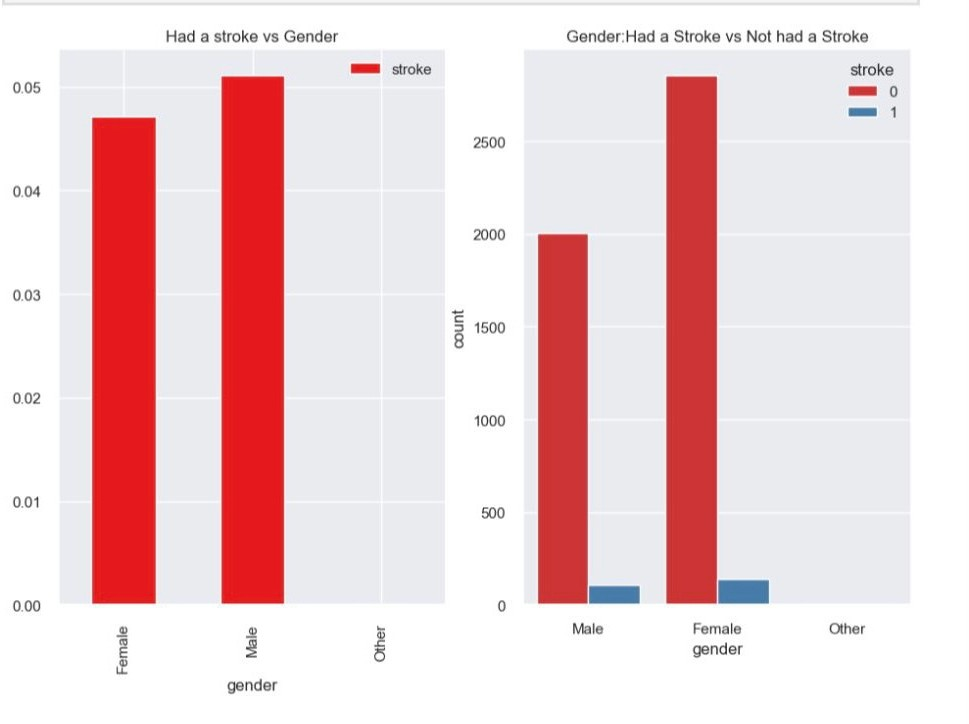 Had a stroke vs Gender
stroke
0.05
0.04
0.03
0.02
0.01
0.00
Female
Male
Other
gender
Gender:Had a Stroke vs Not had a Stroke
stroke
0
1
count
2500
2000
1500
1000
500
0
Male Female Other
gender